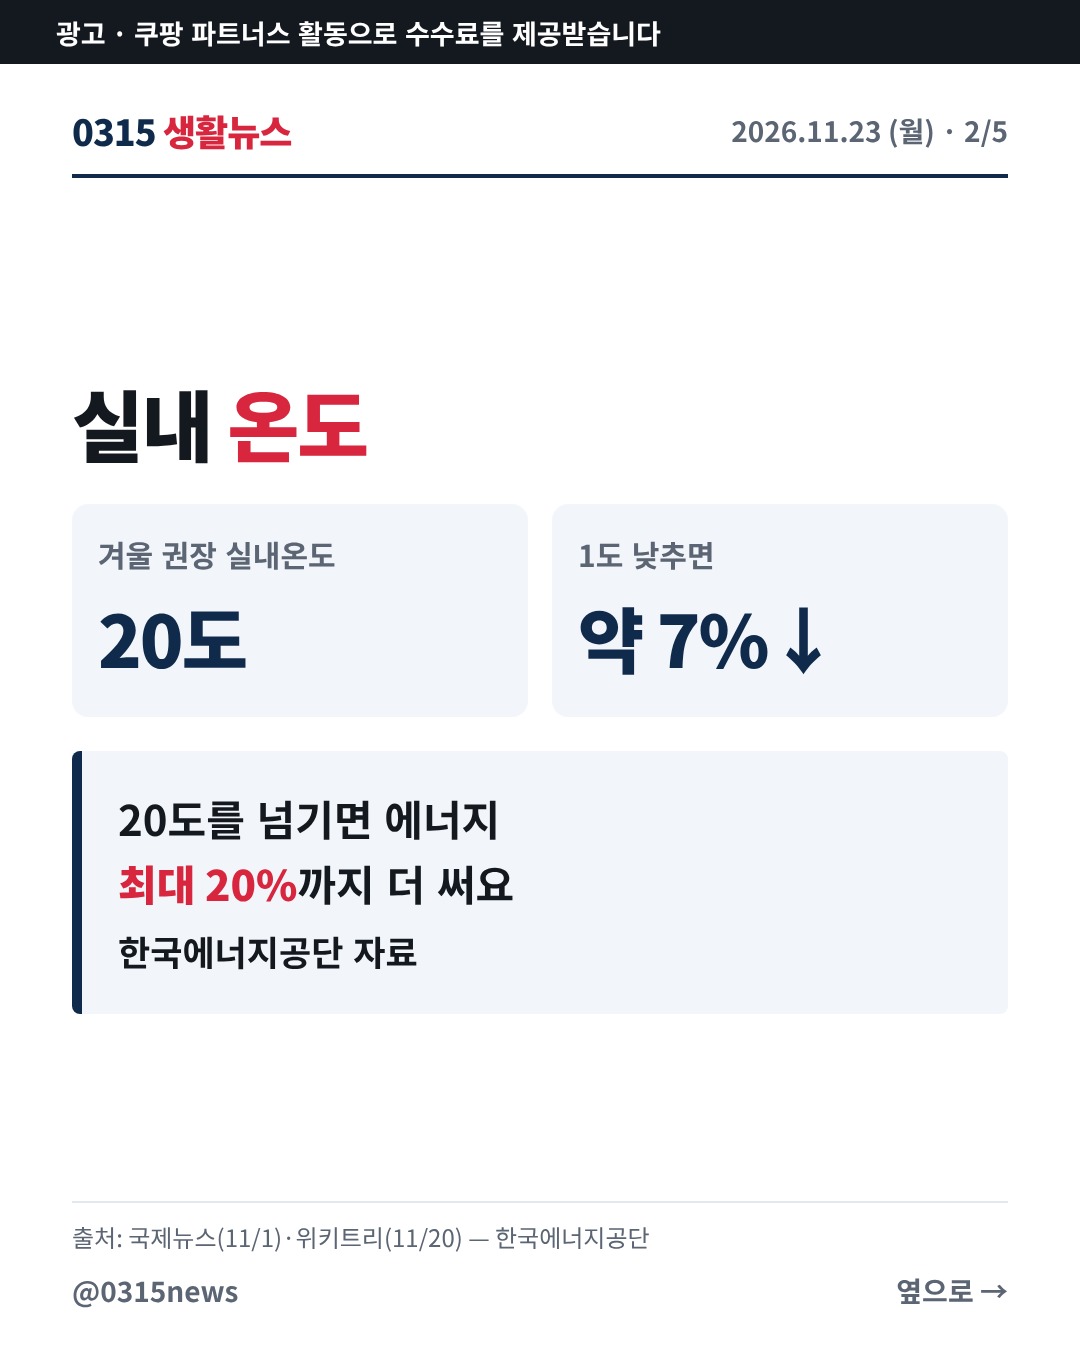 광고 · 쿠팡 파트너스 활동으로 수수료를 제공받습니다
0315 생활뉴스
2026.11.23 (월) · 2/5
실내 온도
겨울 권장 실내온도
20도
1도 낮추면
약 7%↓
20도를 넘기면 에너지
최대 20%까지 더 써요
한국에너지공단 자료
출처: 국제뉴스(11/1)·위키트리(11/20) — 한국에너지공단
@0315news
옆으로 →